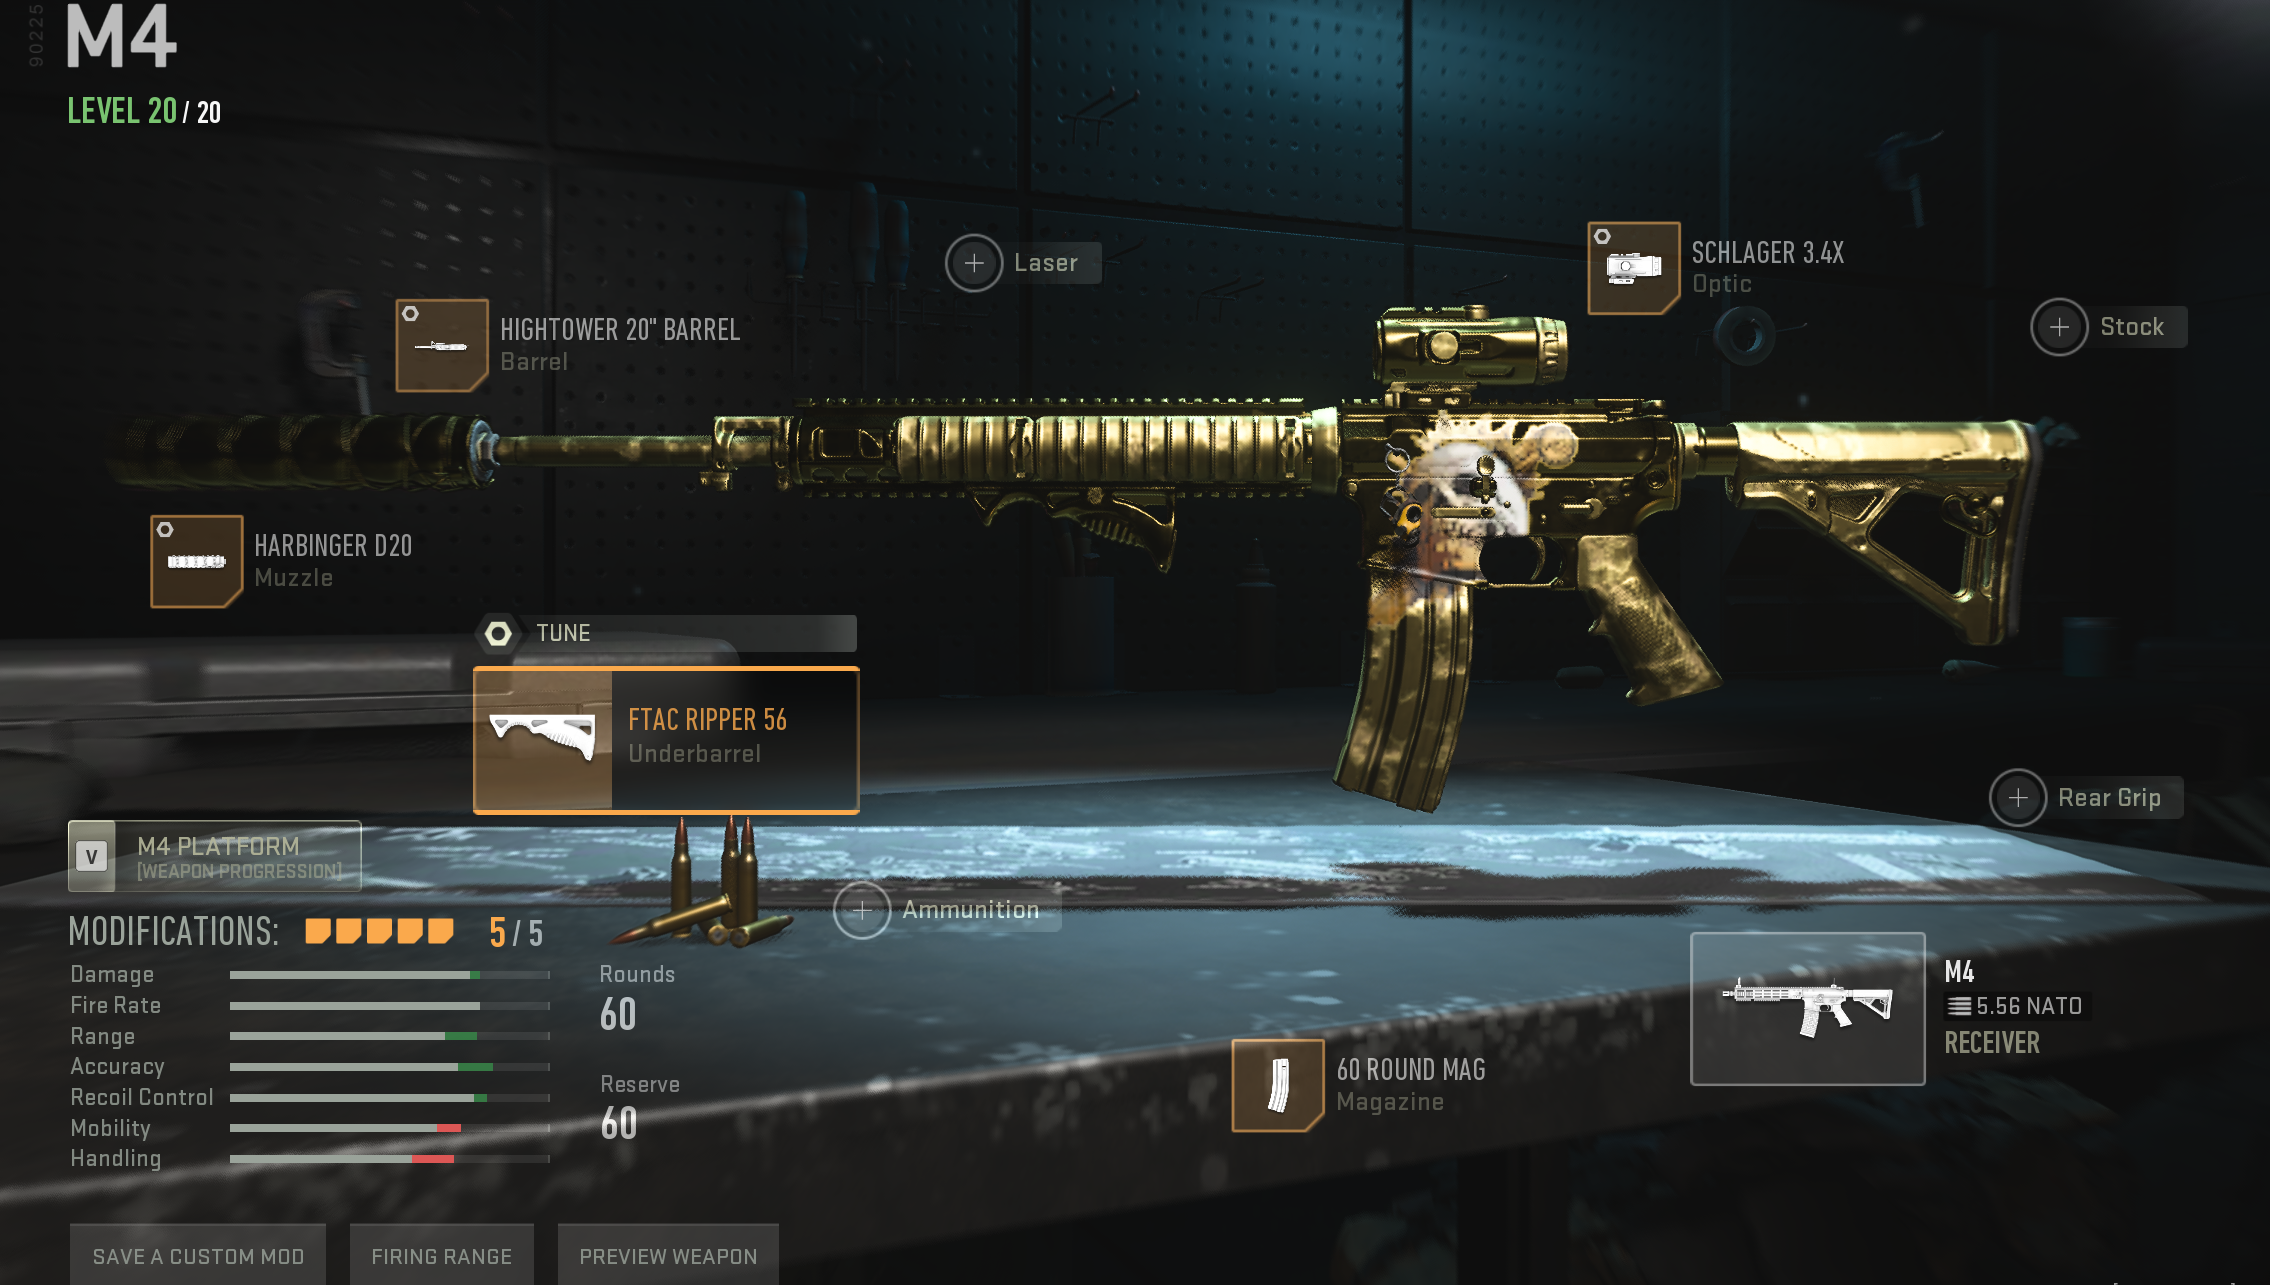 90225
M4
LEVEL 20 / 20
Laser
SCHLAGER 3.4X
Optic
Stock
HIGHTOWER 20" BARREL
Barrel
HARBINGER D20
Muzzle
TUNE
FTAC RIPPER 56
Underbarrel
Rear Grip
V
M4 PLATFORM
[WEAPON PROGRESSION]
Ammunition
MODIFICATIONS: 5 / 5
Damage
Fire Rate
Range
Accuracy
Recoil Control
Mobility
Handling
Rounds
60
Reserve
60
M4
5.56 NATO
RECEIVER
60 ROUND MAG
Magazine
SAVE A CUSTOM MOD
FIRING RANGE
PREVIEW WEAPON